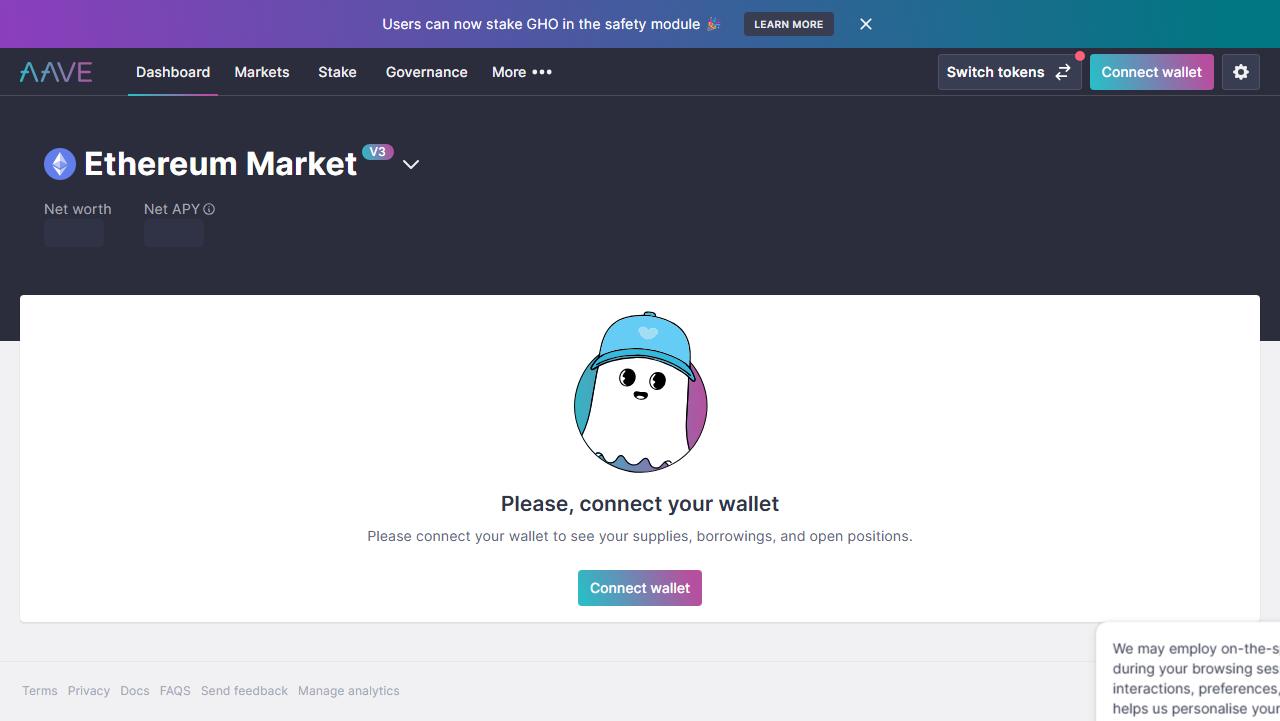 Users can now stake GHO in the safety module 🎉 LEARN MORE
AAVE Dashboard Markets Stake Governance More ••• Switch tokens Connect wallet
Ethereum Market V3
Net worth Net APY
Please, connect your wallet
Please connect your wallet to see your supplies, borrowings, and open positions.
Connect wallet
We may employ on-the-s
during your browsing ses
interactions, preferences,
helps us personalise your
Terms Privacy Docs FAQS Send feedback Manage analytics